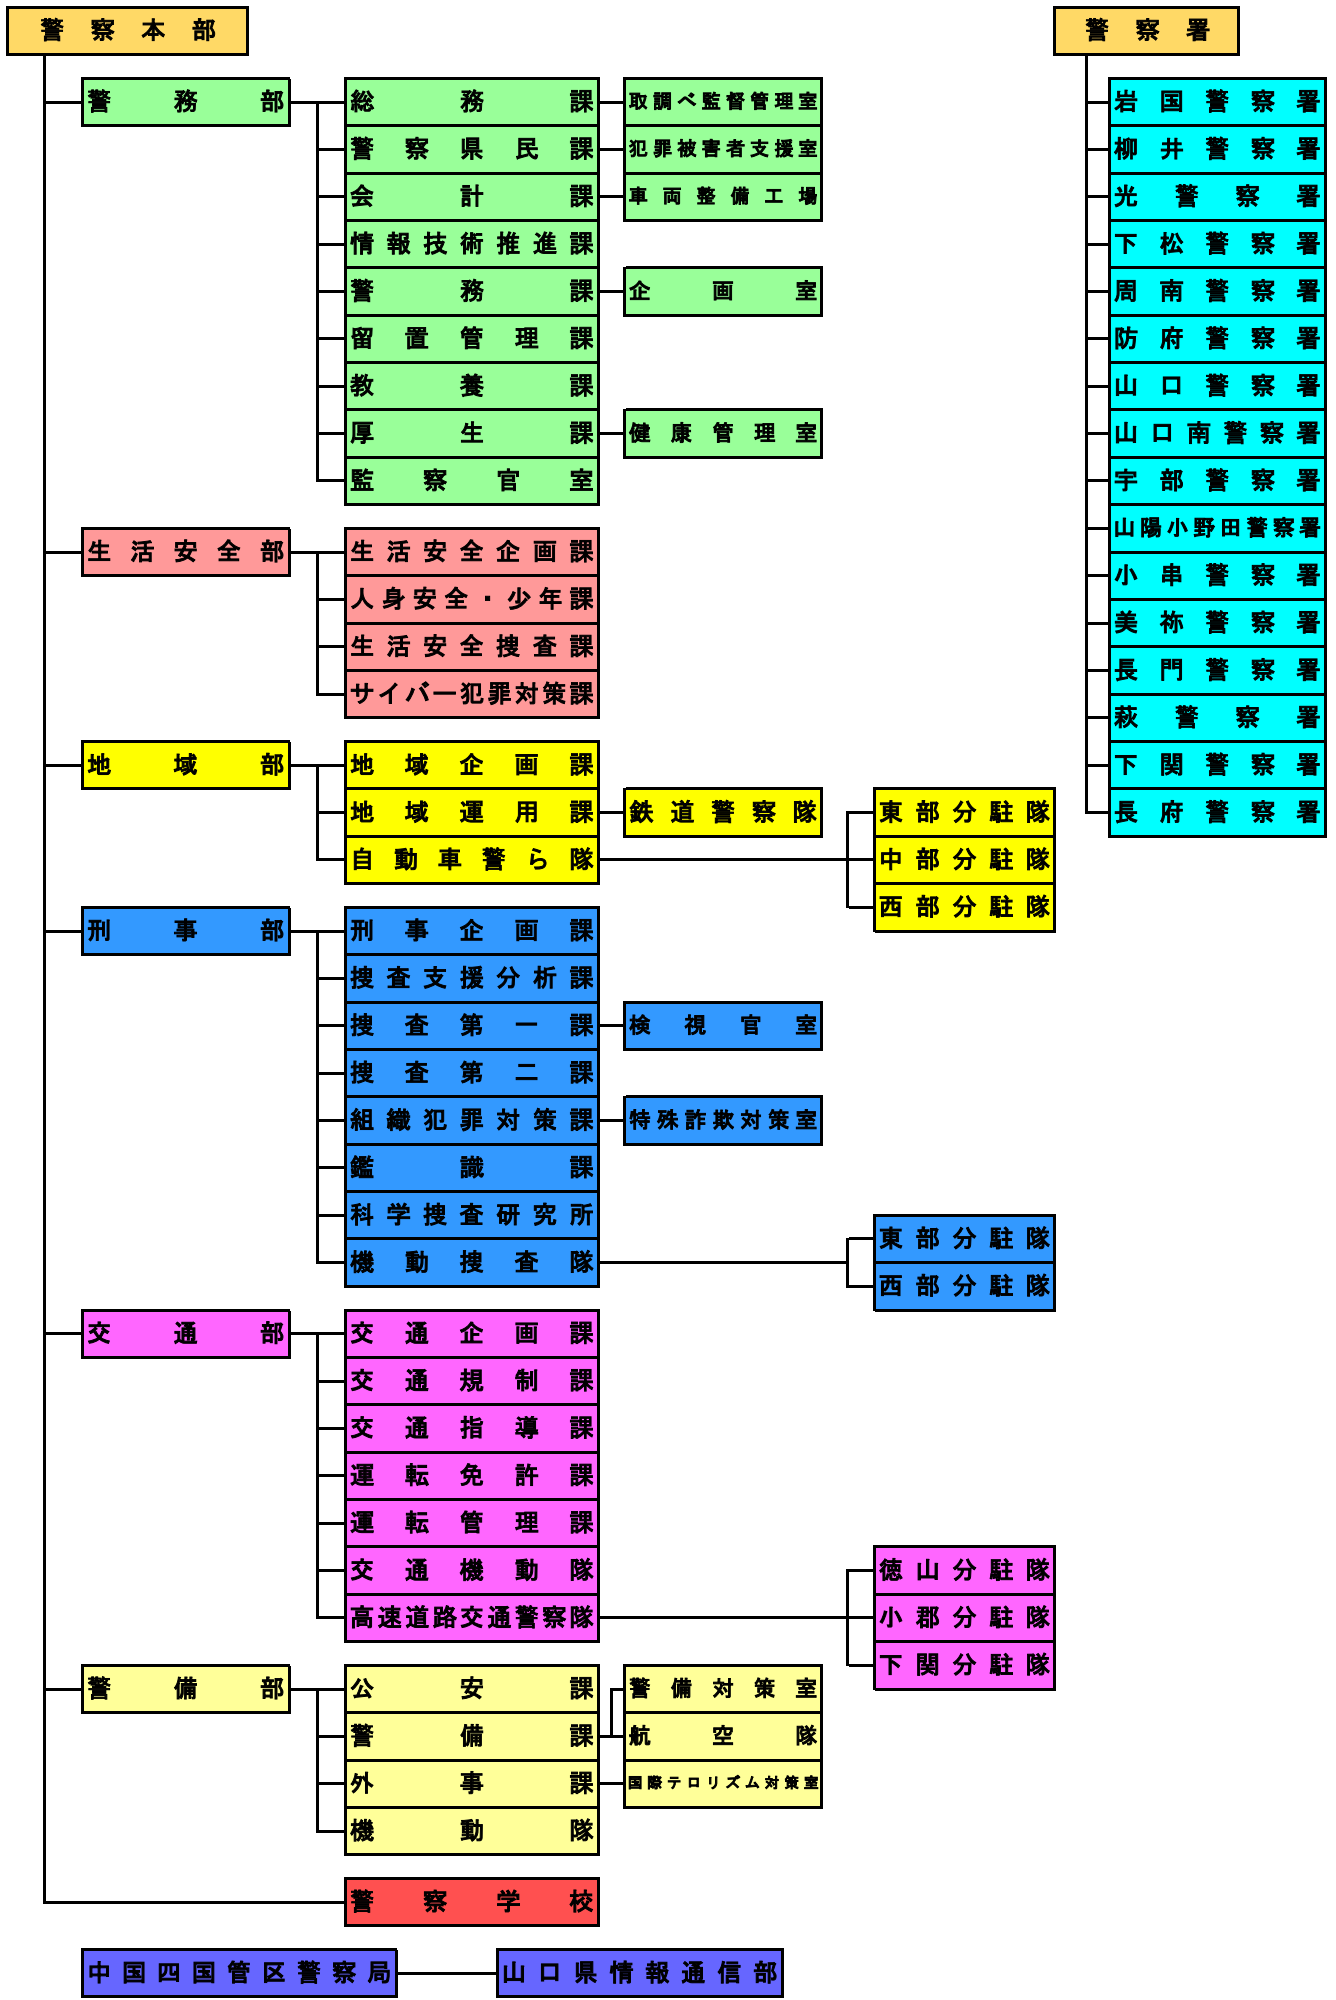 警察本部
警務部
総務課
取調べ監督管理室
警察県民課
犯罪被害者支援室
会計課
車両整備工場
情報技術推進課
警務課
企画室
留置管理課
教養課
厚生課
健康管理室
監察官室
生活安全部
生活安全企画課
人身安全・少年課
生活安全捜査課
サイバー犯罪対策課
地域部
地域企画課
地域運用課
鉄道警察隊
自動車警ら隊
東部分駐隊
中部分駐隊
西部分駐隊
刑事部
刑事企画課
捜査支援分析課
捜査第一課
検視官室
捜査第二課
組織犯罪対策課
特殊詐欺対策室
鑑識課
科学捜査研究所
機動捜査隊
東部分駐隊
西部分駐隊
交通部
交通企画課
交通規制課
交通指導課
運転免許課
運転管理課
交通機動隊
高速道路交通警察隊
徳山分駐隊
小郡分駐隊
下関分駐隊
警備部
公安課
警備課
警備対策室
航空隊
外事課
国際テロリズム対策室
機動隊
警察学校
中国四国管区警察局
山口県情報通信部
警察署
岩国警察署
柳井警察署
光警察署
下松警察署
周南警察署
防府警察署
山口警察署
山口南警察署
宇部警察署
山陽小野田警察署
小串警察署
美祢警察署
長門警察署
萩警察署
下関警察署
長府警察署